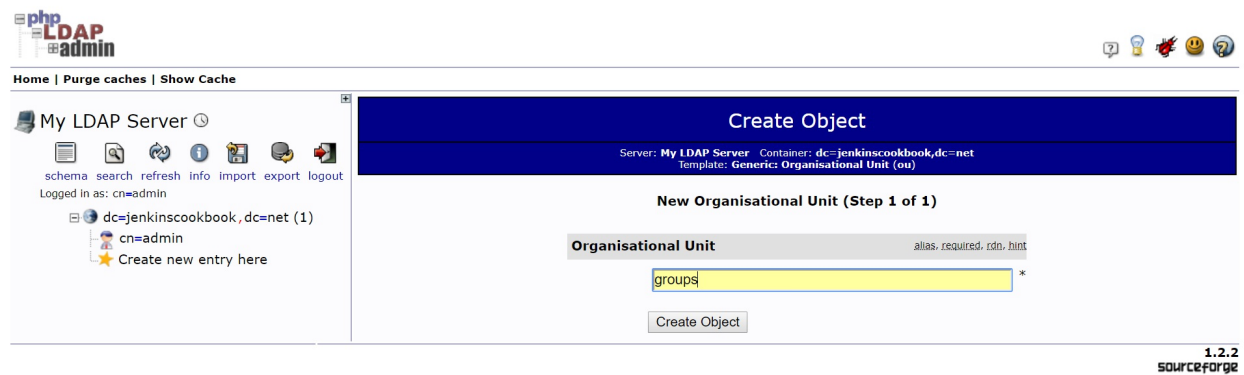 php
LDAP
admin
Home | Purge caches | Show Cache
My LDAP Server
schema search refresh info import export logout
Logged in as: cn=admin
dc=jenkinscookbook,dc=net (1)
cn=admin
Create new entry here
Create Object
Server: My LDAP Server Container: dc=jenkinscookbook,dc=net
Template: Generic: Organisational Unit (ou)
New Organisational Unit (Step 1 of 1)
Organisational Unit alias, required, rdn, hint
groups *
Create Object
1.2.2
sourceforge